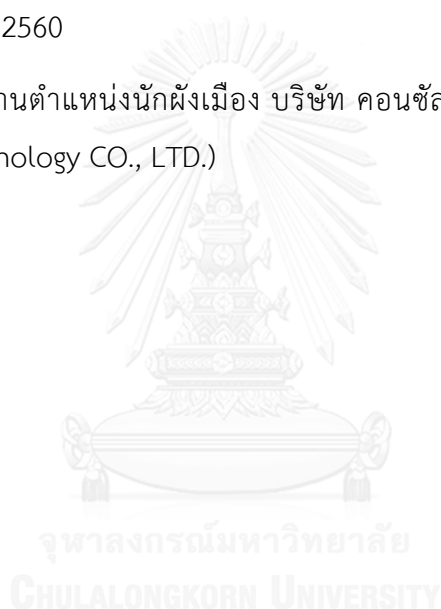 2560
านตำแหน่งนักผังเมือง บริษัท คอนซัล
nology CO., LTD.)
จุฬาลงกรณ์มหาวิทยาลัย
CHULALONGKORN UNIVERSITY